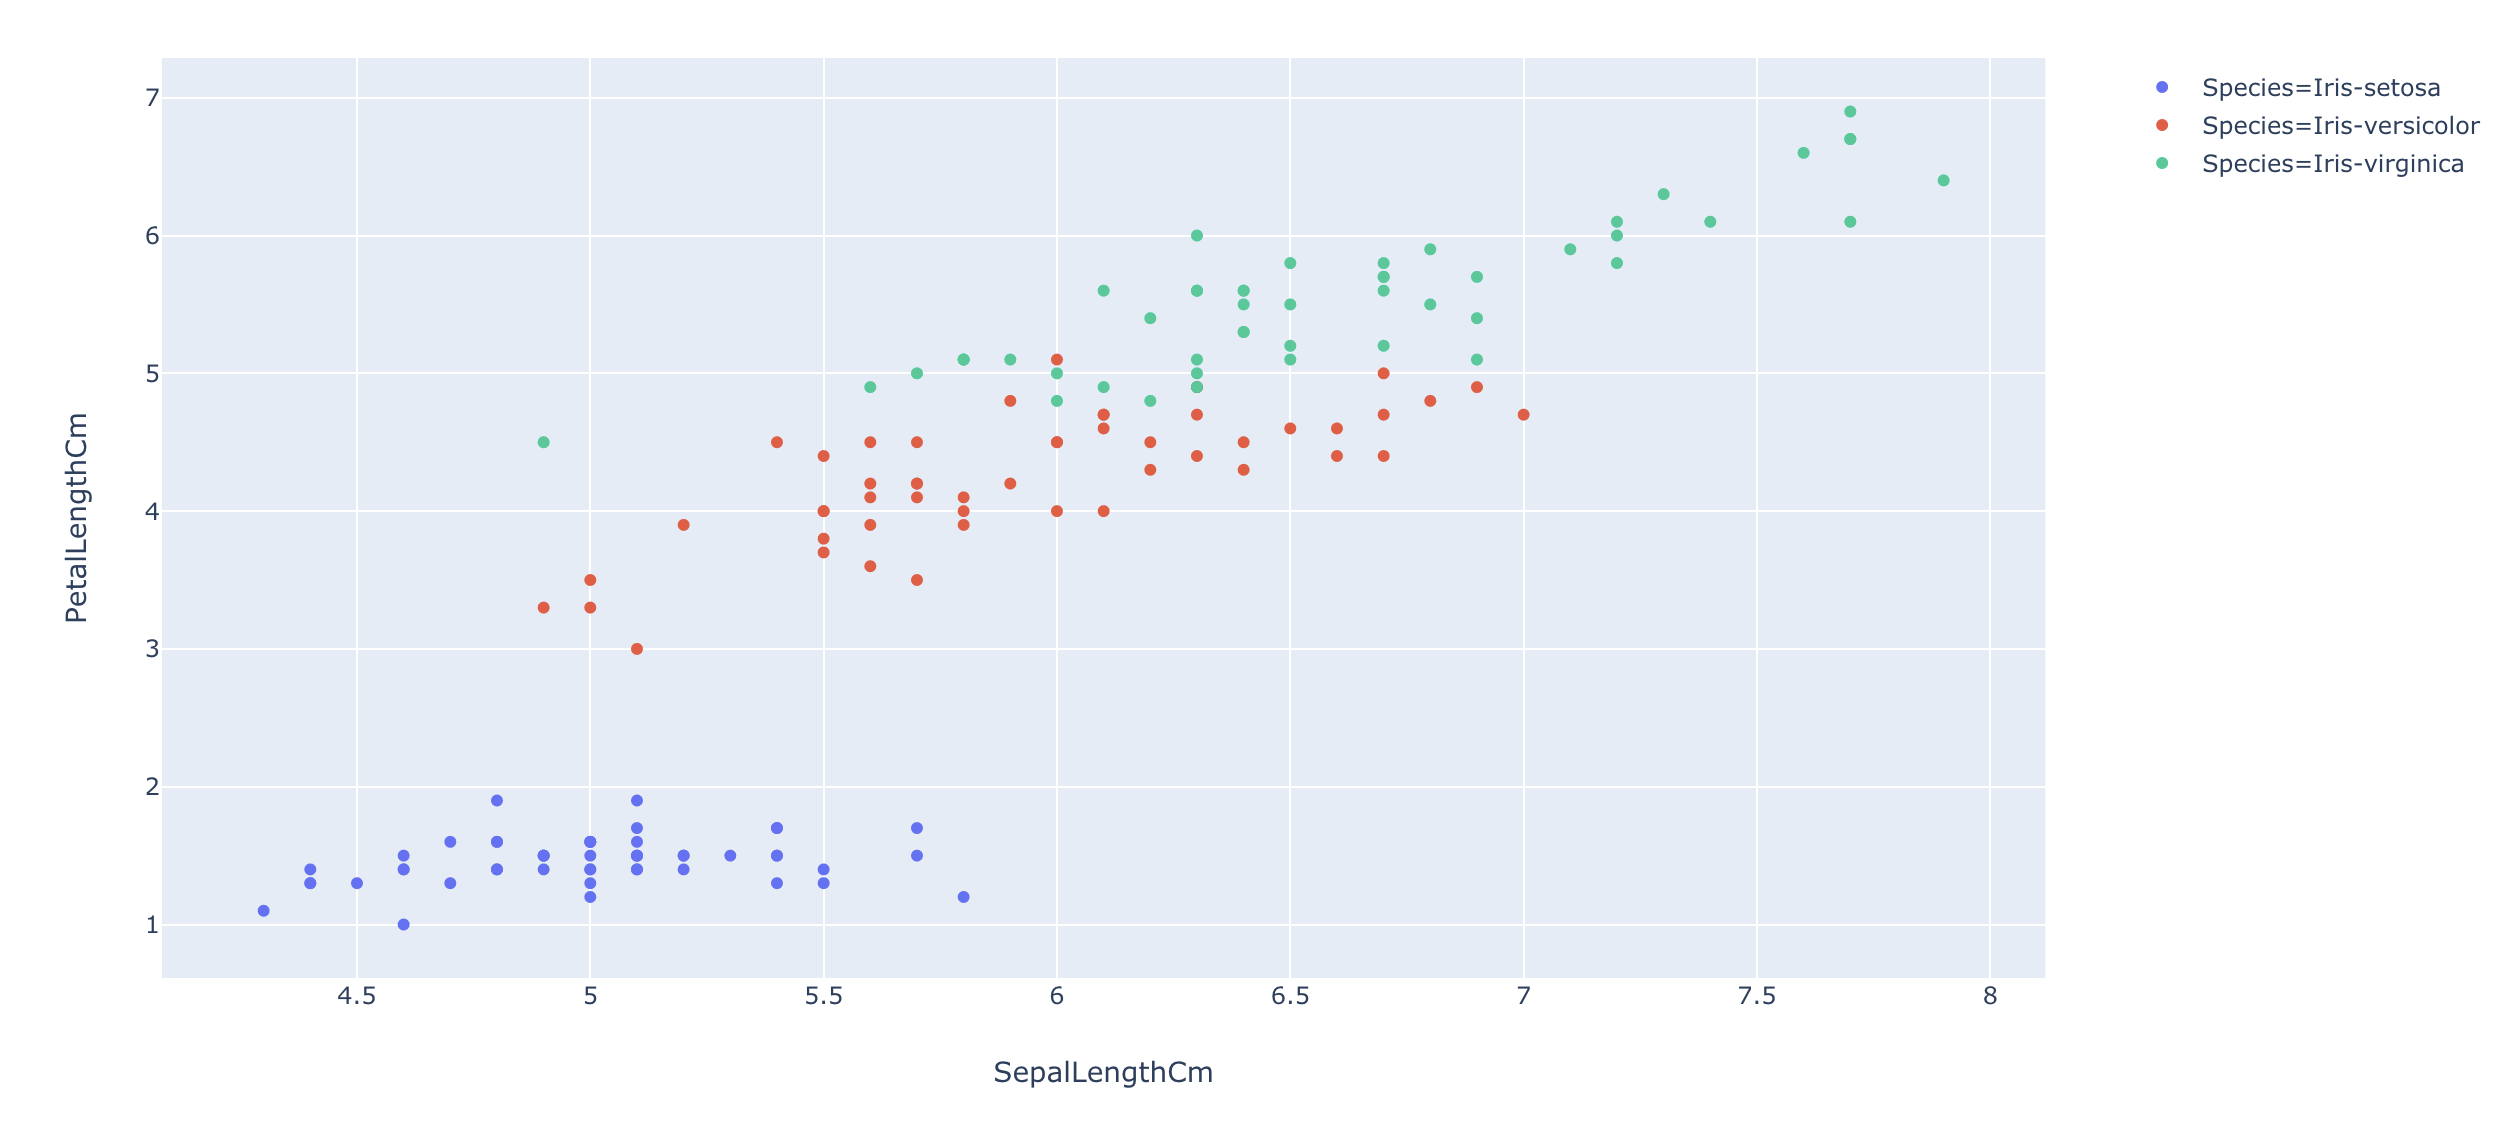 7
6
5
4
3
2
1
PetalLengthCm
4.5 5 5.5 6 6.5 7 7.5 8
SepalLengthCm
Species=Iris-setosa
Species=Iris-versicolor
Species=Iris-virginica